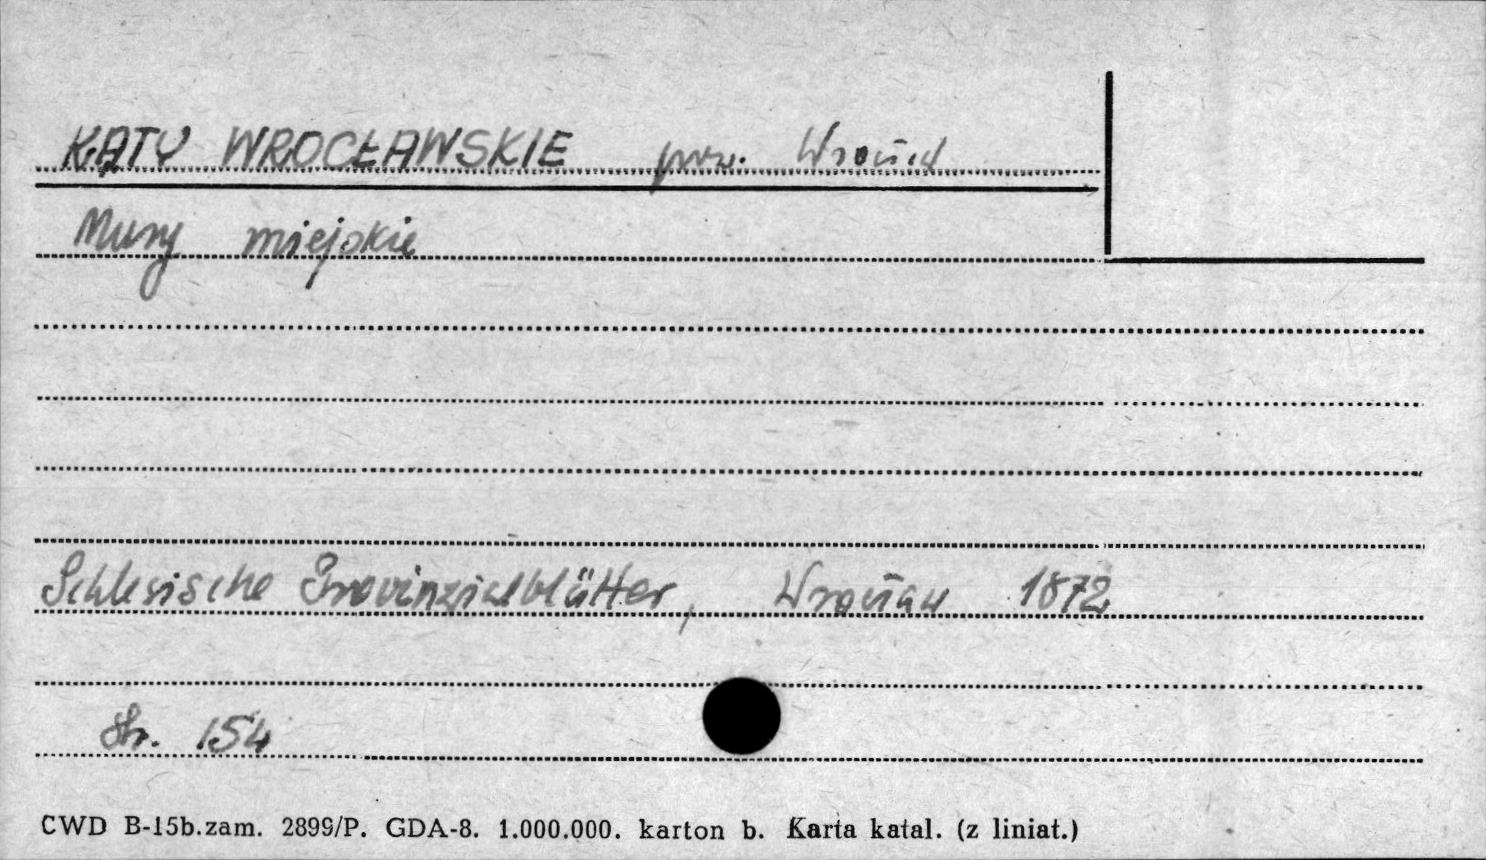 KĄTY WROCŁAWSKIE pow. Wrocław
Mury miejskie
Schlesische Provinzialblätter, Wrocław 1872
Str. 154
CWD B-15b.zam. 2899/P. GDA-8. 1.000.000. karton b. Karta katal. (z liniat.)